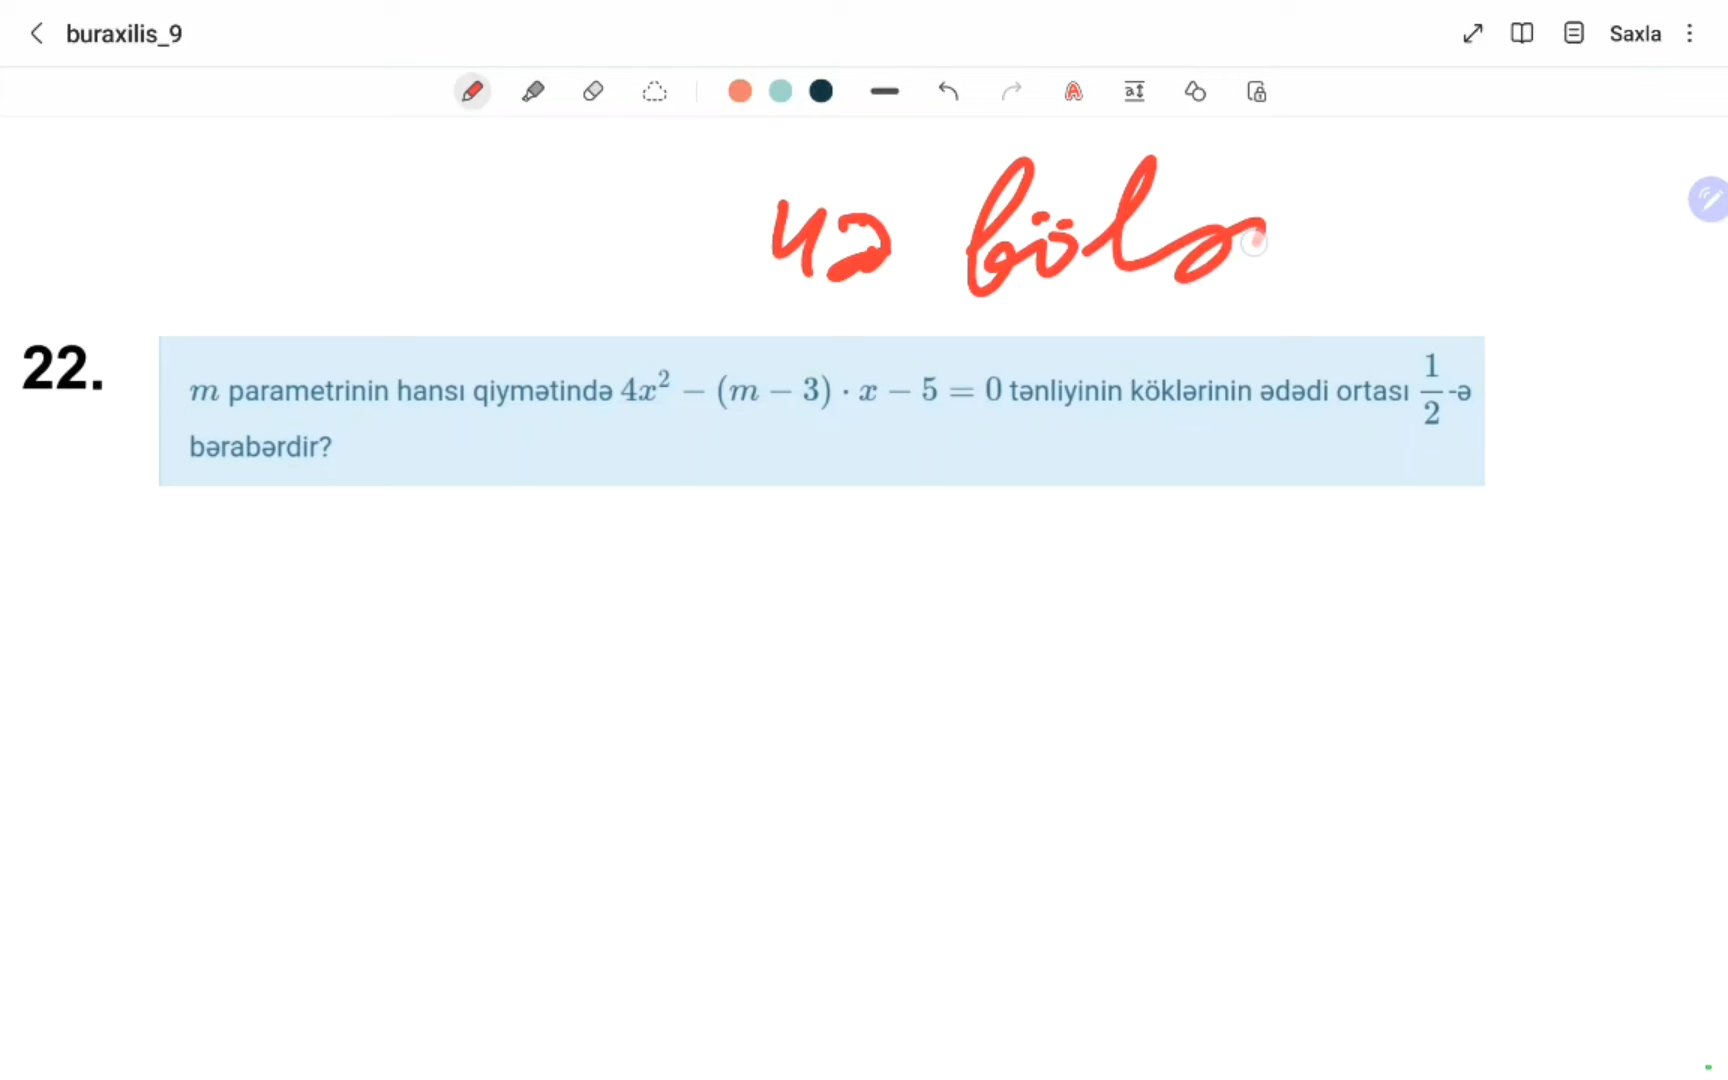 buraxilis_9
Saxla
4ə bölə
22.
m parametrinin hansı qiymətində 4x² − (m − 3) · x − 5 = 0 tənliyinin köklərinin ədədi ortası 1/2-ə
bərabərdir?